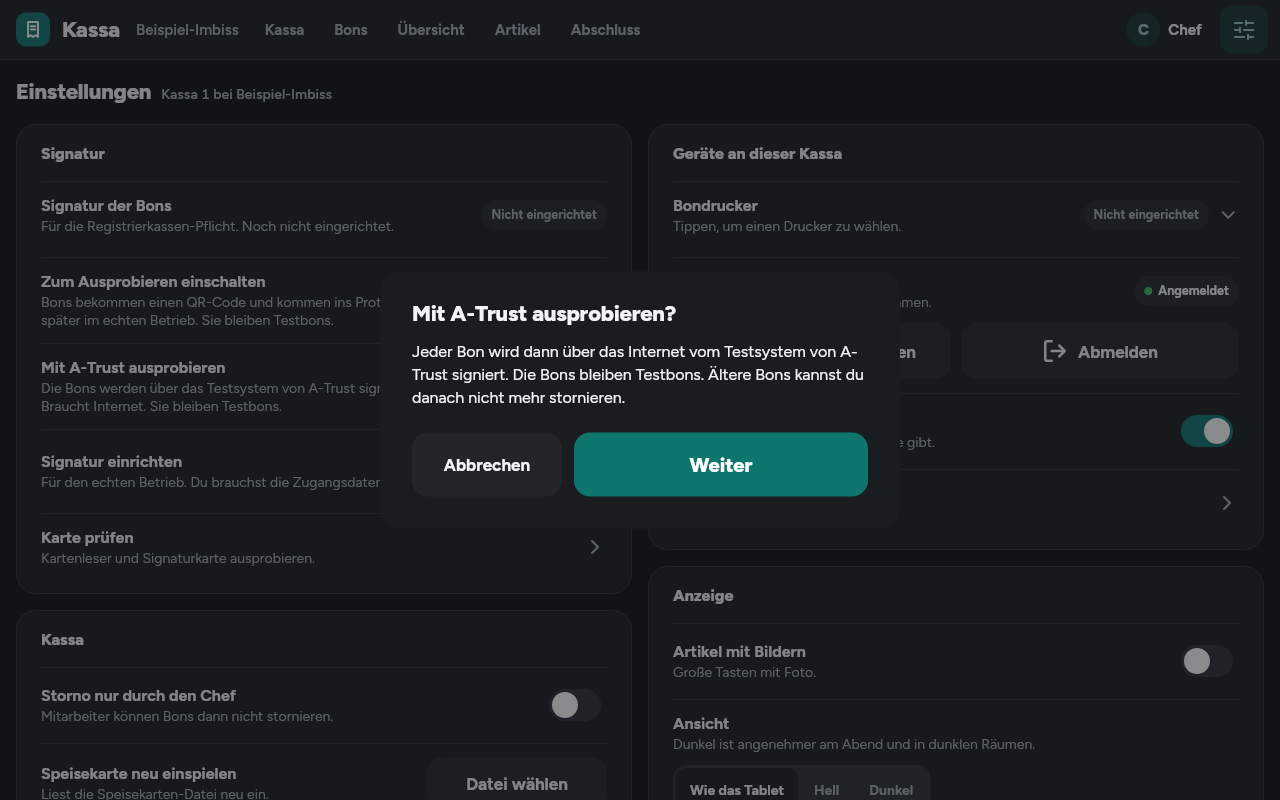 Kassa
Beispiel-Imbiss
Kassa
Bons
Übersicht
Artikel
Abschluss
C
Chef
Einstellungen
Kassa 1 bei Beispiel-Imbiss
Signatur
Signatur der Bons
Für die Registrierkassen-Pflicht. Noch nicht eingerichtet.
Nicht eingerichtet
Zum Ausprobieren einschalten
Bons bekommen einen QR-Code und kommen ins Prot
später im echten Betrieb. Sie bleiben Testbons.
Mit A-Trust ausprobieren
Die Bons werden über das Testsystem von A-Trust sign
Braucht Internet. Sie bleiben Testbons.
Signatur einrichten
Für den echten Betrieb. Du brauchst die Zugangsdaten
Karte prüfen
Kartenleser und Signaturkarte ausprobieren.
Kassa
Storno nur durch den Chef
Mitarbeiter können Bons dann nicht stornieren.
Speisekarte neu einspielen
Liest die Speisekarten-Datei neu ein.
Datei wählen
Mit A-Trust ausprobieren?
Jeder Bon wird dann über das Internet vom Testsystem von A-
Trust signiert. Die Bons bleiben Testbons. Ältere Bons kannst du
danach nicht mehr stornieren.
Abbrechen
Weiter
Geräte an dieser Kassa
Bondrucker
Tippen, um einen Drucker zu wählen.
Nicht eingerichtet
Angemeldet
Abmelden
gibt.
Anzeige
Artikel mit Bildern
Große Tasten mit Foto.
Ansicht
Dunkel ist angenehmer am Abend und in dunklen Räumen.
Wie das Tablet
Hell
Dunkel